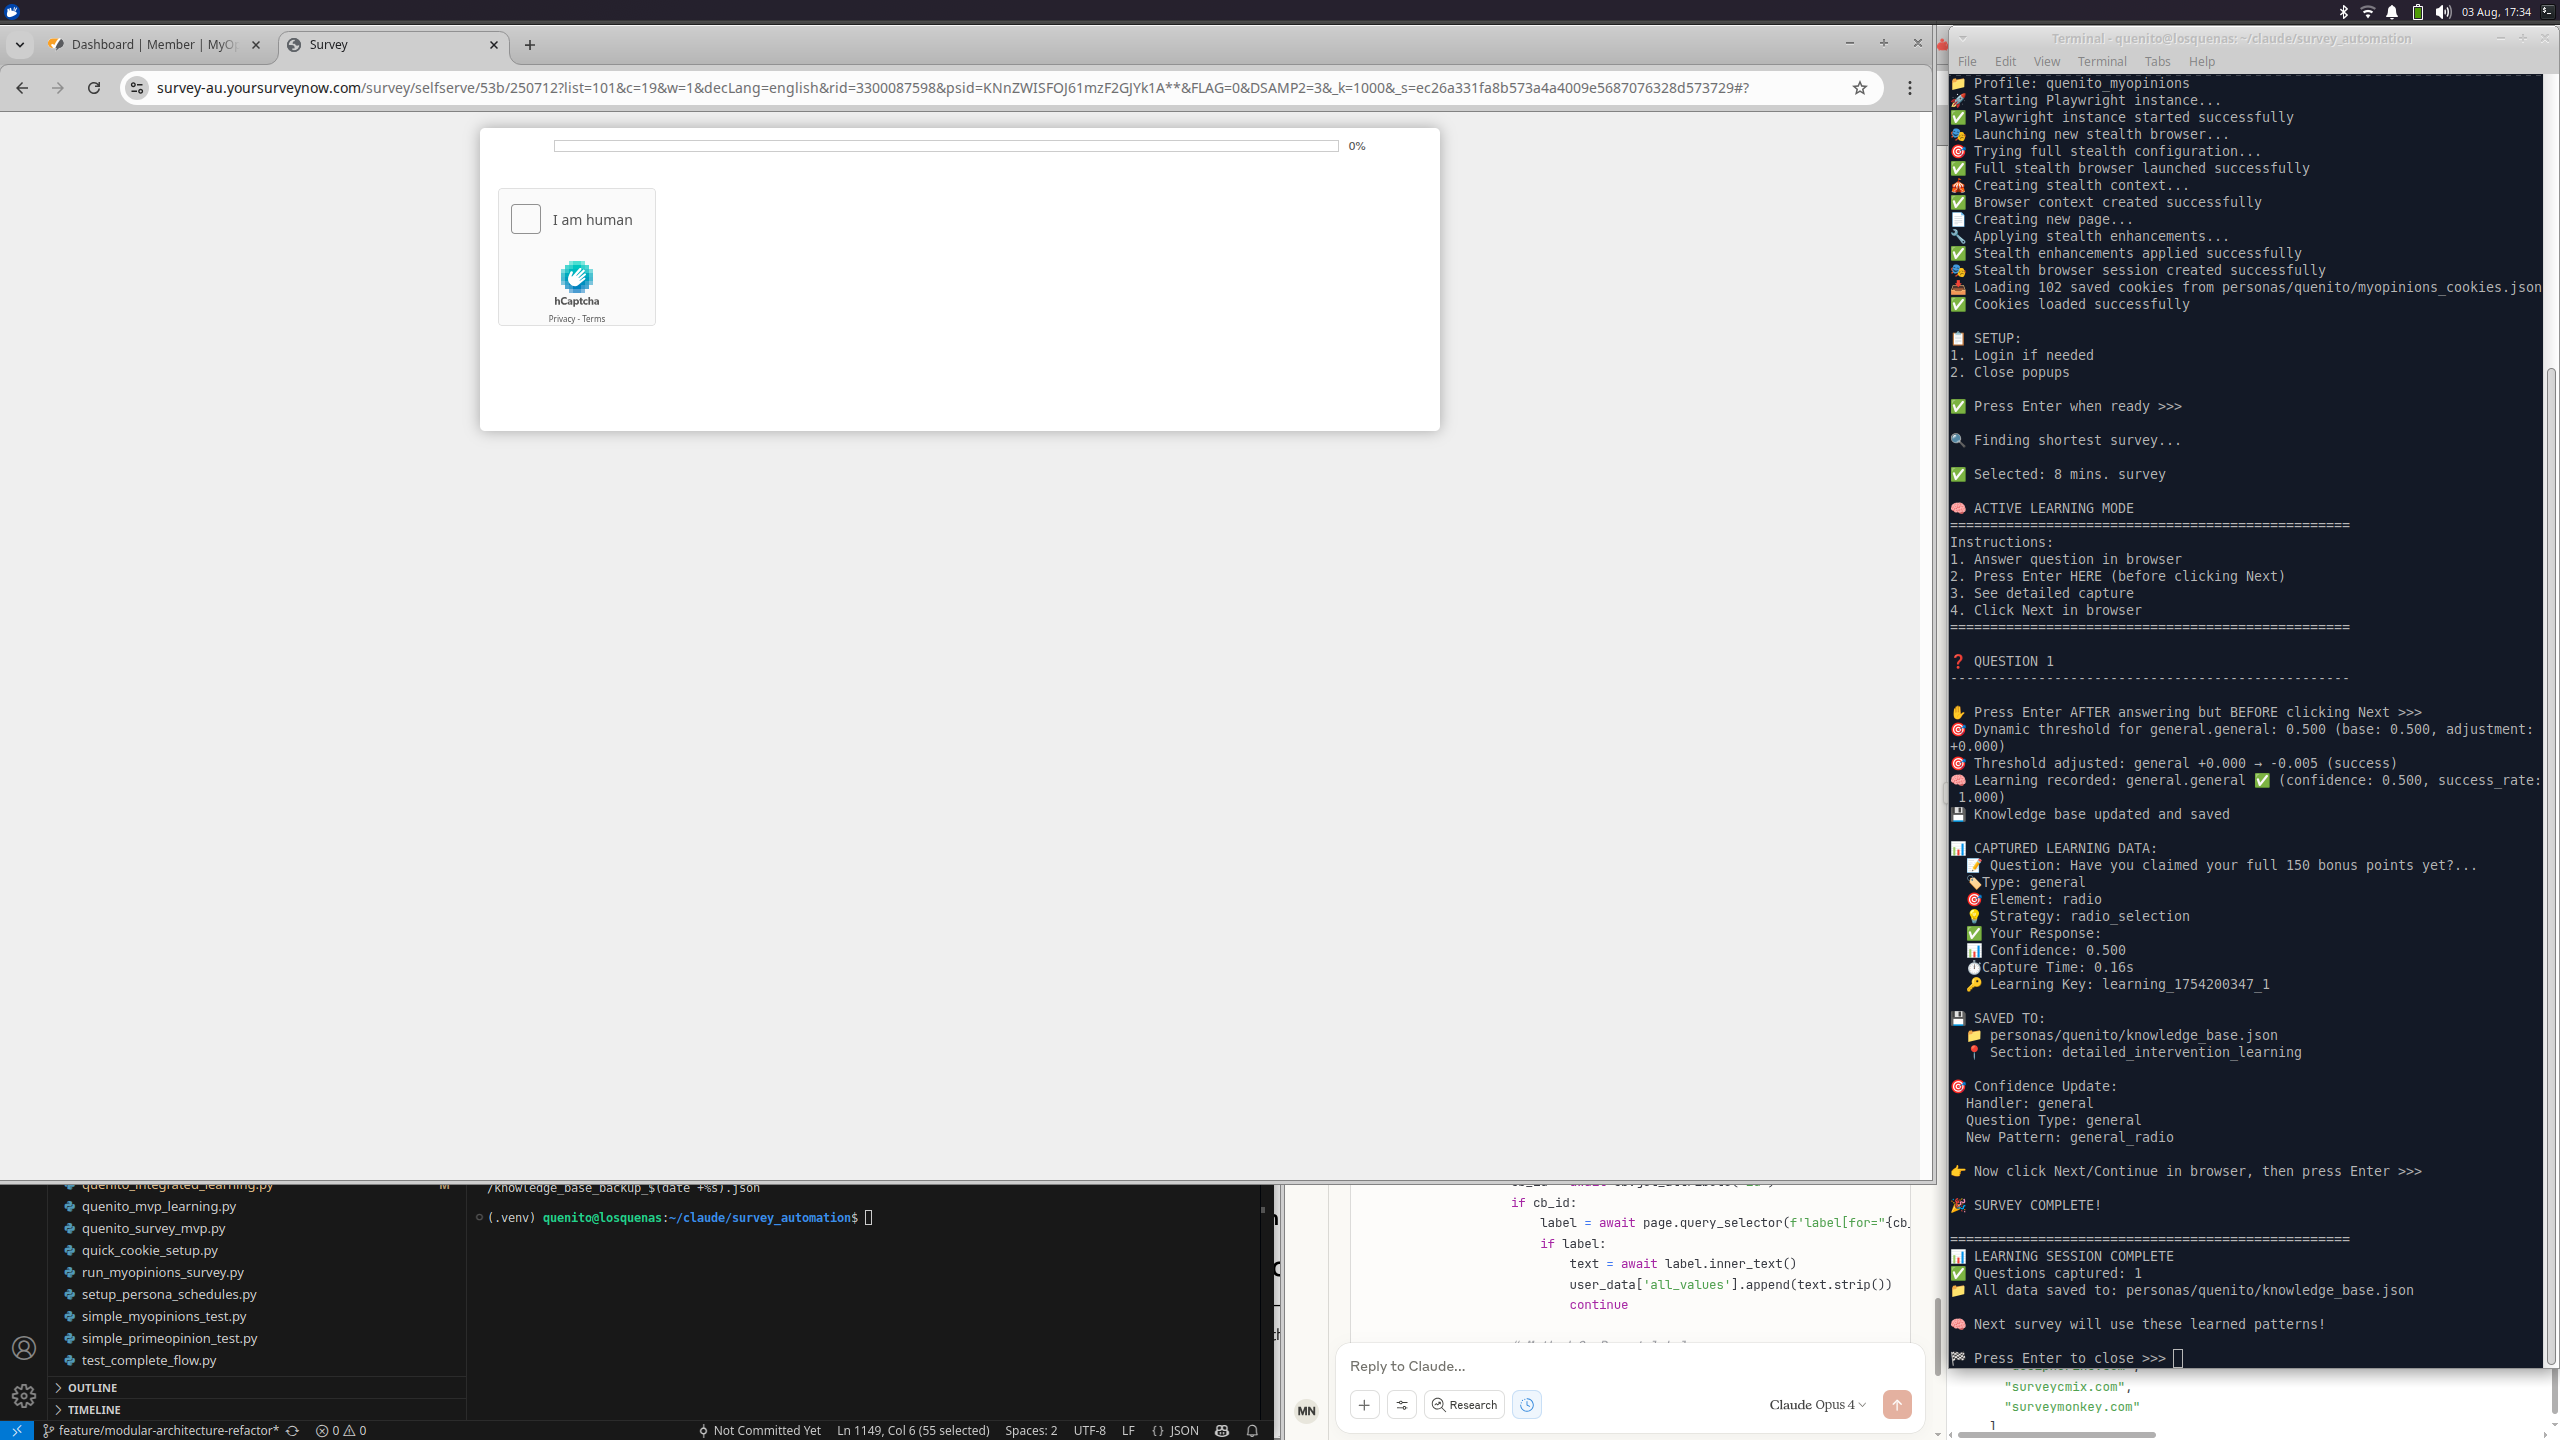 03 Aug, 17:34
Dashboard | Member | MyO
Survey
survey-au.yoursurveynow.com/survey/selfserve/53b/250712?list=101&c=19&w=1&decLang=english&rid=3300087598&psid=KNnZWISFOJ61mzF2GJYk1A**&FLAG=0&DSAMP2=3&_k=1000&_s=ec26a331fa8b573a4a4009e5687076328d573729#?
0%
I am human
hCaptcha
Privacy - Terms
Terminal - quenito@losquenas: ~/claude/survey_automation
File Edit View Terminal Tabs Help
📁 Profile: quenito_myopinions
🚀 Starting Playwright instance...
✅ Playwright instance started successfully
🎭 Launching new stealth browser...
🎯 Trying full stealth configuration...
✅ Full stealth browser launched successfully
🎪 Creating stealth context...
✅ Browser context created successfully
📄 Creating new page...
🔧 Applying stealth enhancements...
✅ Stealth enhancements applied successfully
🎭 Stealth browser session created successfully
📥 Loading 102 saved cookies from personas/quenito/myopinions_cookies.json
✅ Cookies loaded successfully
📋 SETUP:
1. Login if needed
2. Close popups
✅ Press Enter when ready >>>
🔍 Finding shortest survey...
✅ Selected: 8 mins. survey
🧠 ACTIVE LEARNING MODE
==================================================
Instructions:
1. Answer question in browser
2. Press Enter HERE (before clicking Next)
3. See detailed capture
4. Click Next in browser
==================================================
❓ QUESTION 1
--------------------------------------------------
✋ Press Enter AFTER answering but BEFORE clicking Next >>>
🎯 Dynamic threshold for general.general: 0.500 (base: 0.500, adjustment:
+0.000)
🎯 Threshold adjusted: general +0.000 → -0.005 (success)
🧠 Learning recorded: general.general ✅ (confidence: 0.500, success_rate:
1.000)
💾 Knowledge base updated and saved
📊 CAPTURED LEARNING DATA:
📝 Question: Have you claimed your full 150 bonus points yet?...
🏷️Type: general
🎯 Element: radio
💡 Strategy: radio_selection
✅ Your Response:
📊 Confidence: 0.500
⏱️Capture Time: 0.16s
🔑 Learning Key: learning_1754200347_1
💾 SAVED TO:
📁 personas/quenito/knowledge_base.json
📍 Section: detailed_intervention_learning
🎯 Confidence Update:
Handler: general
Question Type: general
New Pattern: general_radio
👉 Now click Next/Continue in browser, then press Enter >>>
🎉 SURVEY COMPLETE!
==================================================
📊 LEARNING SESSION COMPLETE
✅ Questions captured: 1
📁 All data saved to: personas/quenito/knowledge_base.json
🧠 Next survey will use these learned patterns!
🏁 Press Enter to close >>>
quenito_integrated_learning.py M
quenito_mvp_learning.py
quenito_survey_mvp.py
quick_cookie_setup.py
run_myopinions_survey.py
setup_persona_schedules.py
simple_myopinions_test.py
simple_primeopinion_test.py
test_complete_flow.py
OUTLINE
TIMELINE
/knowledge_base_backup_$(date +%s).json
(.venv) quenito@losquenas:~/claude/survey_automation$
feature/modular-architecture-refactor* 0 0 Not Committed Yet Ln 1149, Col 6 (55 selected) Spaces: 2 UTF-8 LF {} JSON
if cb_id:
label = await page.query_selector(f'label[for="{cb_
if label:
text = await label.inner_text()
user_data['all_values'].append(text.strip())
continue
Reply to Claude...
Research
Claude Opus 4
MN
"surveycmix.com",
"surveymonkey.com"
]